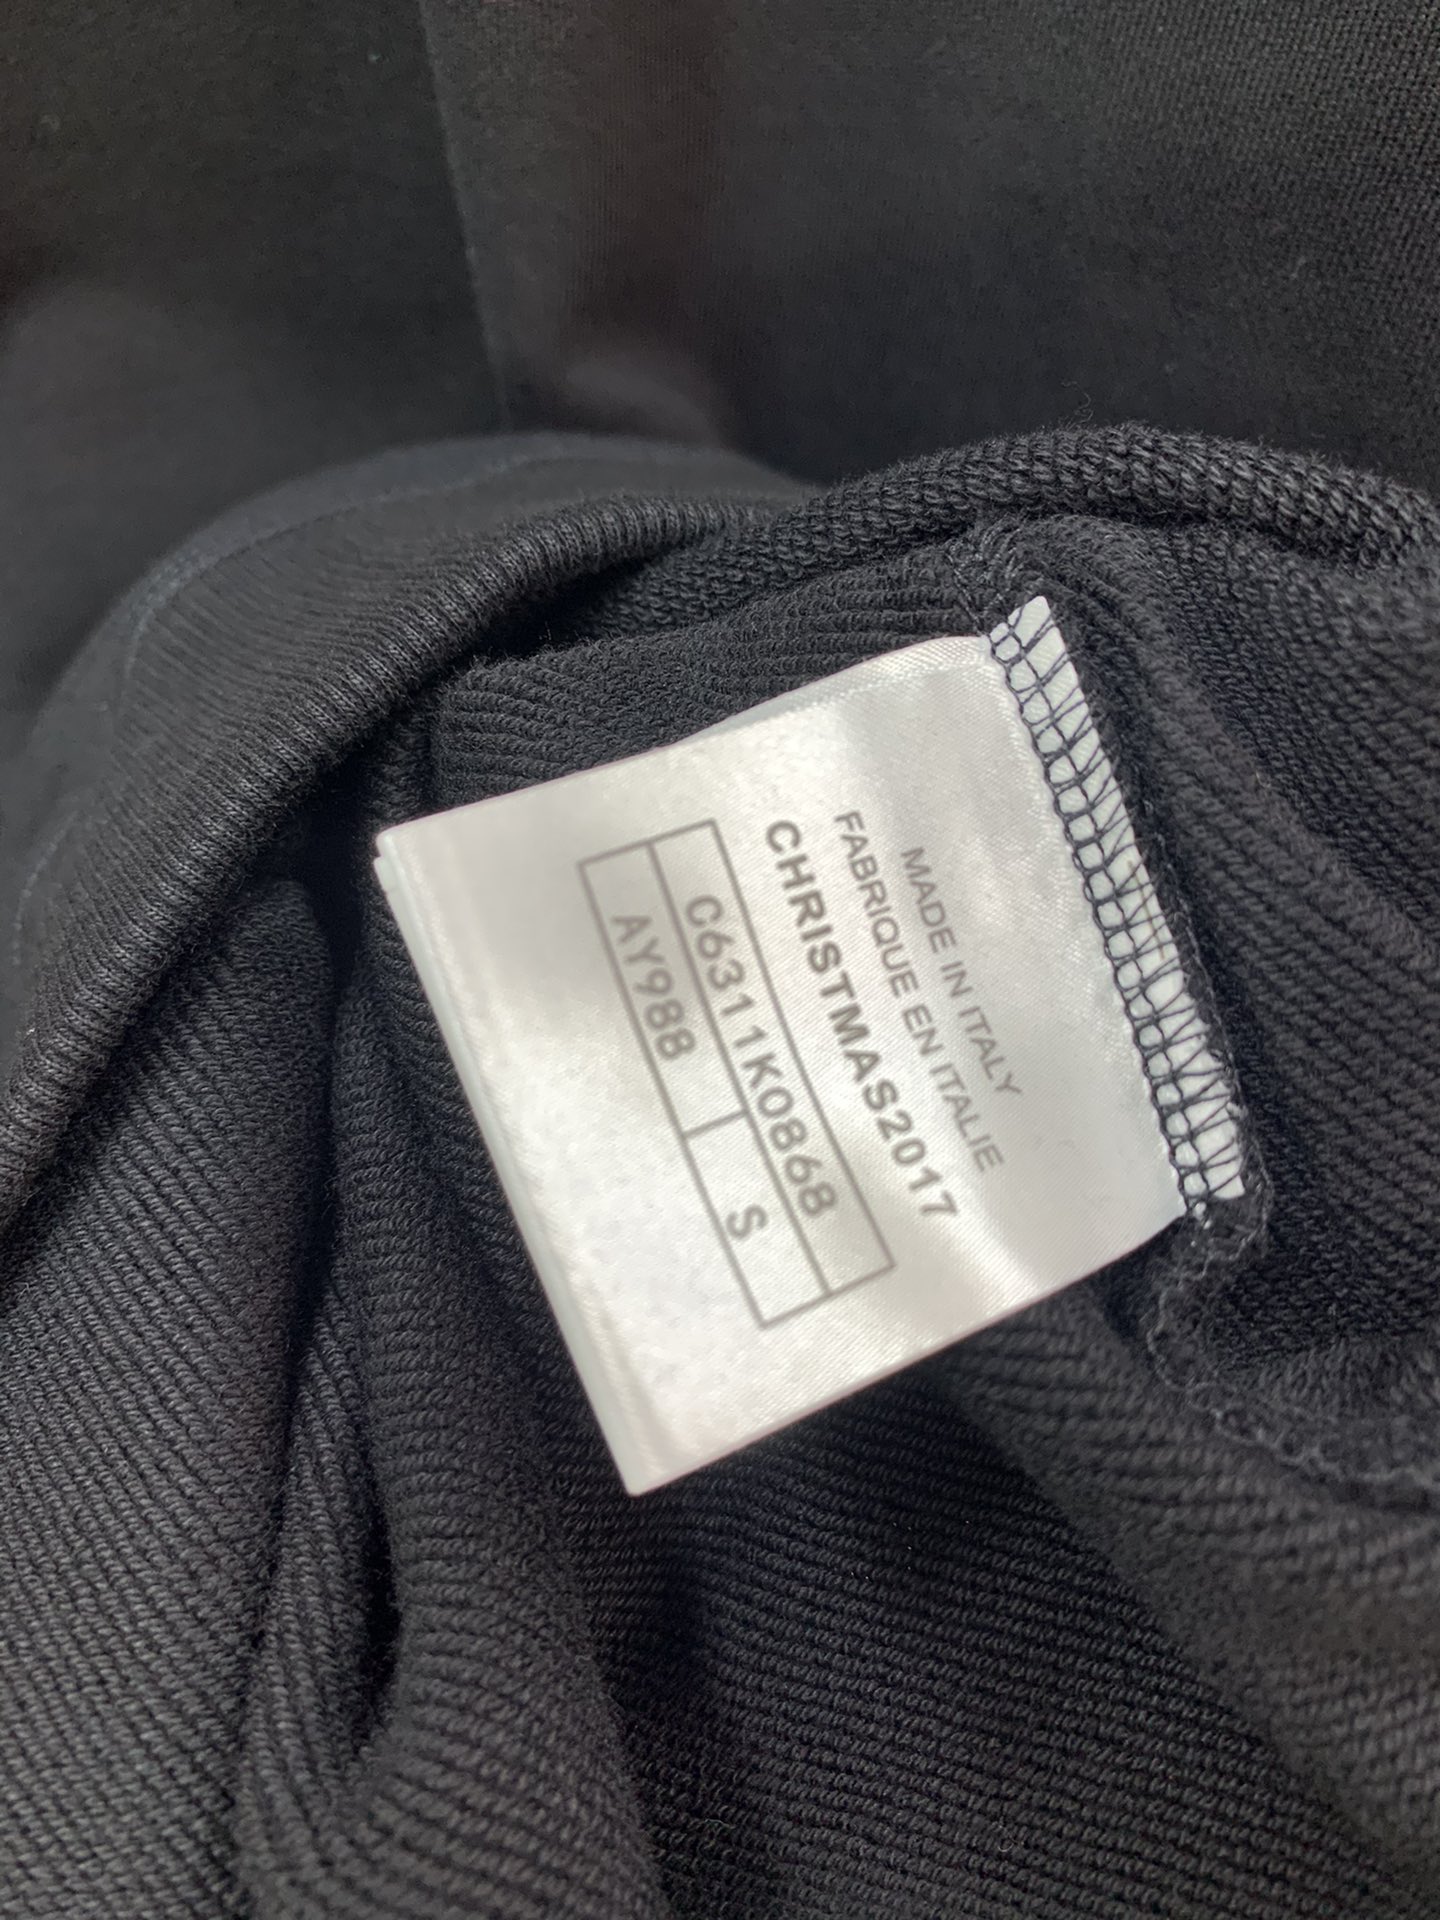 MADE IN ITALY
FABRIQUE EN ITALIE
CHRISTMAS2017
C6311K0868
AY988 S